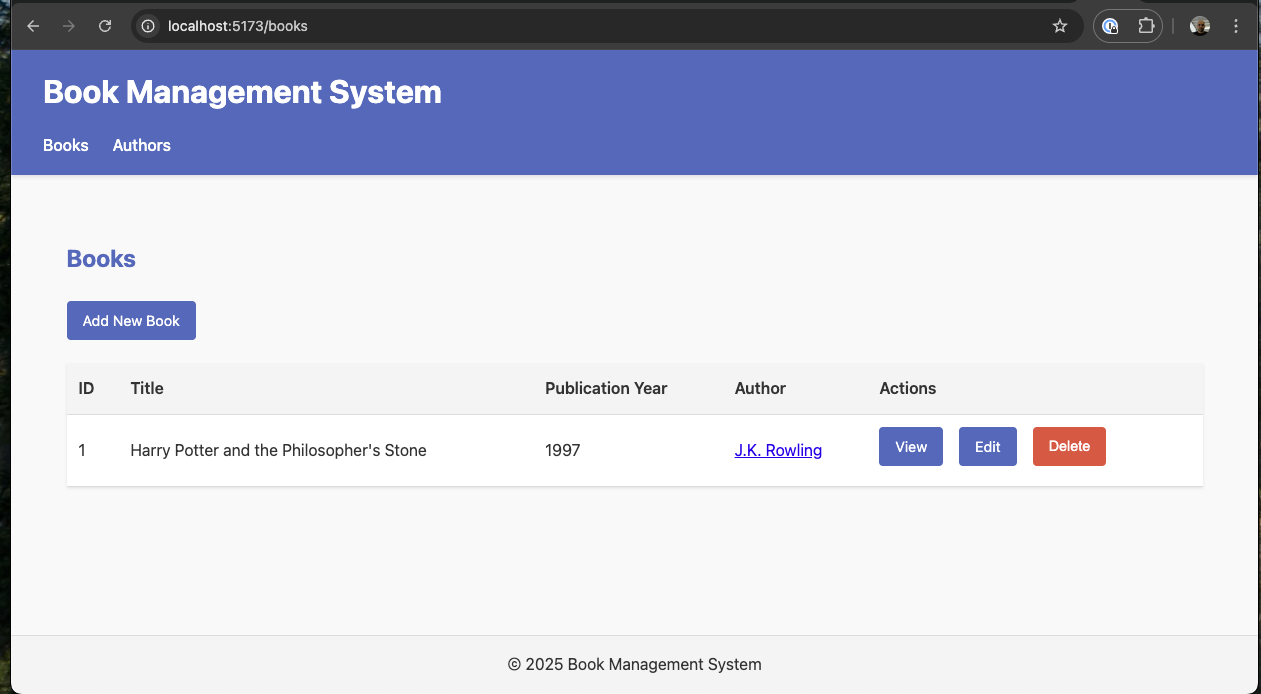 localhost:5173/books
Book Management System
Books Authors
Books
Add New Book
ID Title Publication Year Author Actions
1 Harry Potter and the Philosopher's Stone 1997 J.K. Rowling View Edit Delete
© 2025 Book Management System